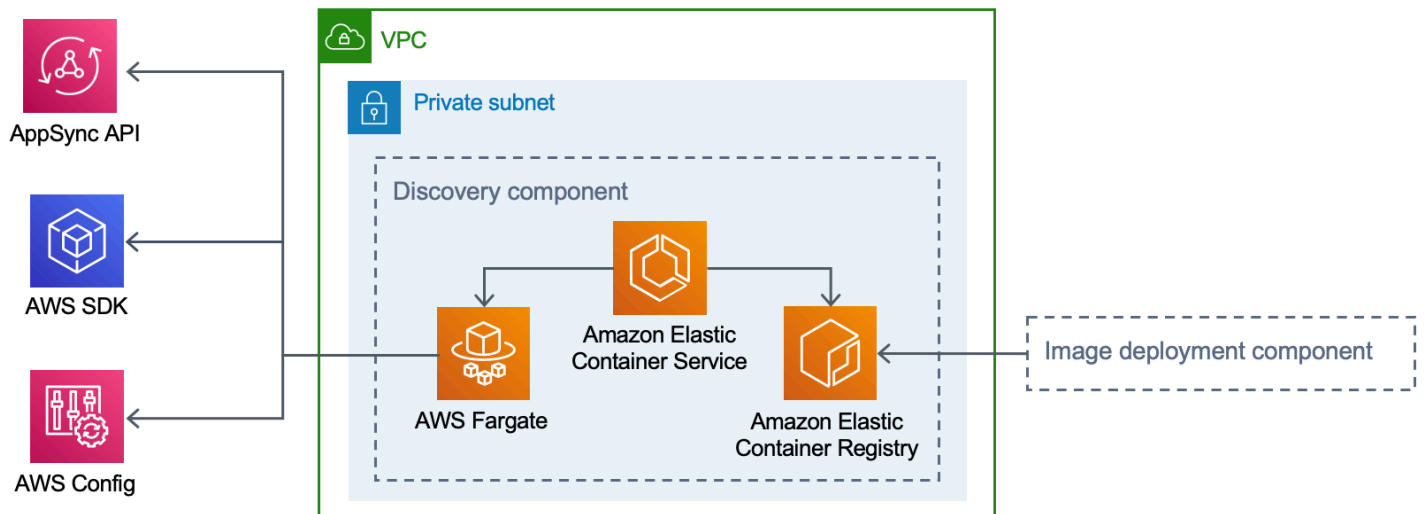 VPC
AppSync API
Private subnet
Discovery component
AWS SDK
Amazon Elastic
Container Service
Image deployment component
AWS Fargate
Amazon Elastic
Container Registry
AWS Config